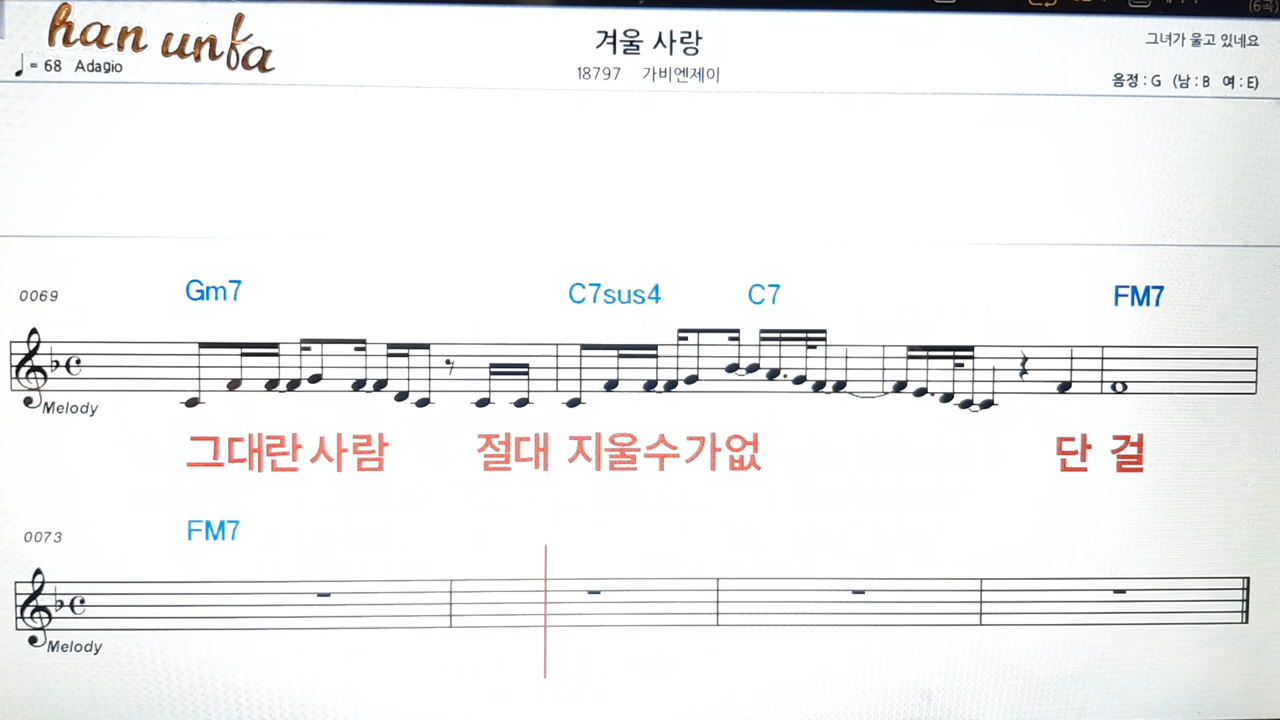 han unfa
겨울 사랑
그녀가 울고 있네요
♩= 68 Adagio
18797 가비엔제이
음정 : G (남 : B 여 : E)
0069 Gm7 C7sus4 C7 FM7
Melody
그대란 사람 절대 지울수가없 단 걸
0073 FM7
Melody